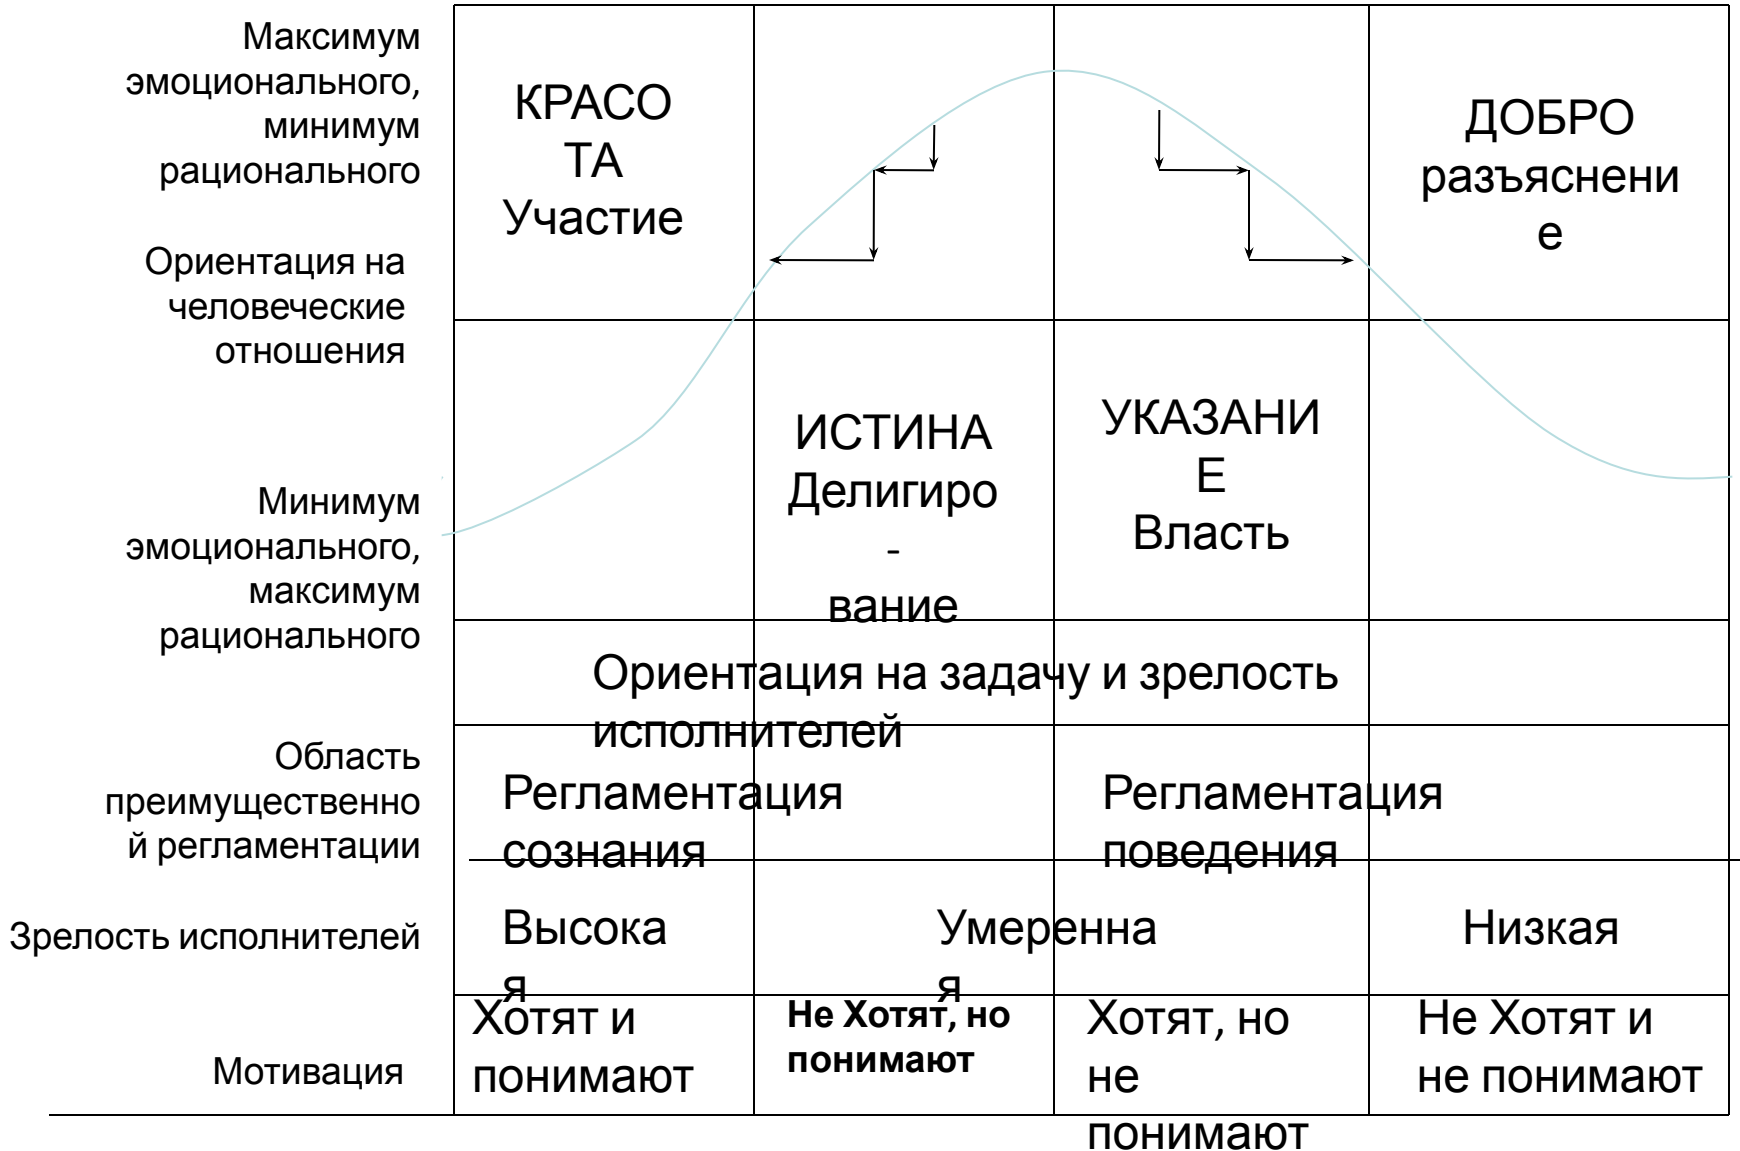 Максимум
эмоционального,
минимум
рационального
Ориентация на
человеческие
отношения
Минимум
эмоционального,
максимум
рационального
Область
преимущественно
й регламентации
Зрелость исполнителей
Мотивация
КРАСО
ТА
Участие
ДОБРО
разъяснени
е
ИСТИНА
Делигиро
-
вание
УКАЗАНИ
Е
Власть
Ориентация на задачу и зрелость
исполнителей
Регламентация
сознания
Регламентация
поведения
Высока
я
Умеренна
я
Низкая
Хотят и
понимают
Не Хотят, но
понимают
Хотят, но
не
понимают
Не Хотят и
не понимают